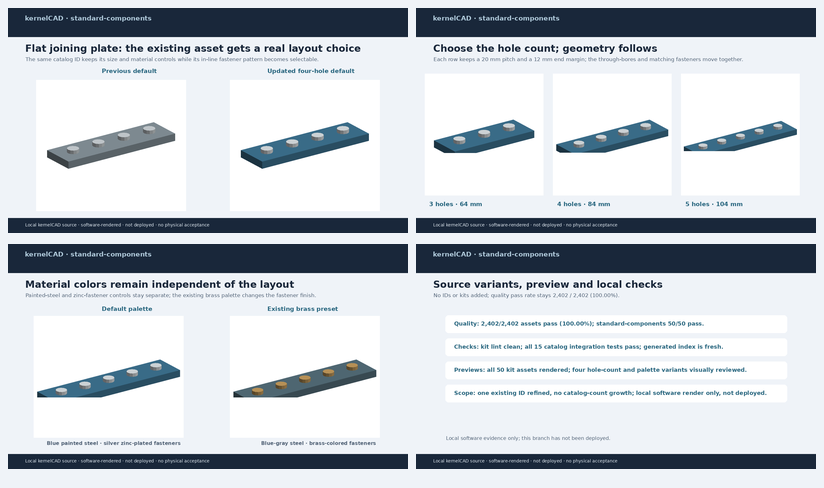 kernelCAD · standard-components
Flat joining plate: the existing asset gets a real layout choice
The same catalog ID keeps its size and material controls while its in-line fastener pattern becomes selectable.
Previous default
Updated four-hole default
Local kernelCAD source · software-rendered · not deployed · no physical acceptance
kernelCAD · standard-components
Choose the hole count; geometry follows
Each row keeps a 20 mm pitch and a 12 mm end margin; the through-bores and matching fasteners move together.
3 holes · 64 mm
4 holes · 84 mm
5 holes · 104 mm
Local kernelCAD source · software-rendered · not deployed · no physical acceptance
kernelCAD · standard-components
Material colors remain independent of the layout
Painted-steel and zinc-fastener controls stay separate; the existing brass palette changes the fastener finish.
Default palette
Existing brass preset
Blue painted steel · silver zinc-plated fasteners
Blue-gray steel · brass-colored fasteners
Local kernelCAD source · software-rendered · not deployed · no physical acceptance
kernelCAD · standard-components
Source variants, preview and local checks
No IDs or kits added; quality pass rate stays 2,402 / 2,402 (100.00%).
Quality: 2,402/2,402 assets pass (100.00%); standard-components 50/50 pass.
Checks: kit lint clean; all 15 catalog integration tests pass; generated index is fresh.
Previews: all 50 kit assets rendered; four hole-count and palette variants visually reviewed.
Scope: one existing ID refined, no catalog-count growth; local software render only, not deployed.
Local software evidence only; this branch has not been deployed.
Local kernelCAD source · software-rendered · not deployed · no physical acceptance